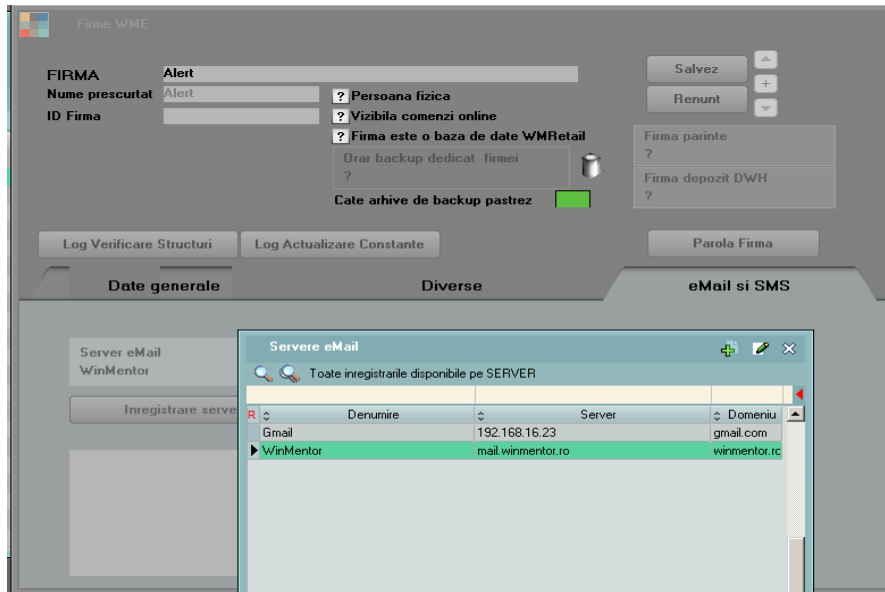 Firme WME
FIRMA Alert
Salvez
Nume prescurtat Alert
? Persoana fizica
+
ID Firma
? Vizibila comenzi online
Renunt
? Firma este o baza de date WMRetail
Firma parinte
?
Orar backup dedicat firmei
?
Firma depozit DWH
?
Cate arhive de backup pastrez
Log Verificare Structuri
Log Actualizare Constante
Parola Firma
Date generale
Diverse
eMail si SMS
Server eMail
WinMentor
Inregistrare serve
Servere eMail
Toate inregistrarile disponibile pe SERVER
R Denumire Server Domeniu
Gmail 192.168.16.23 gmail.com
WinMentor mail.winmentor.ro winmentor.rc